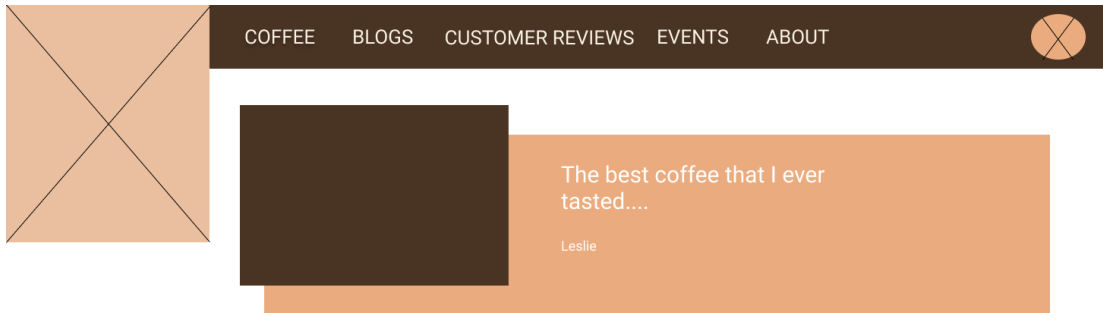 COFFEE BLOGS CUSTOMER REVIEWS EVENTS ABOUT
The best coffee that I ever
tasted....
Leslie